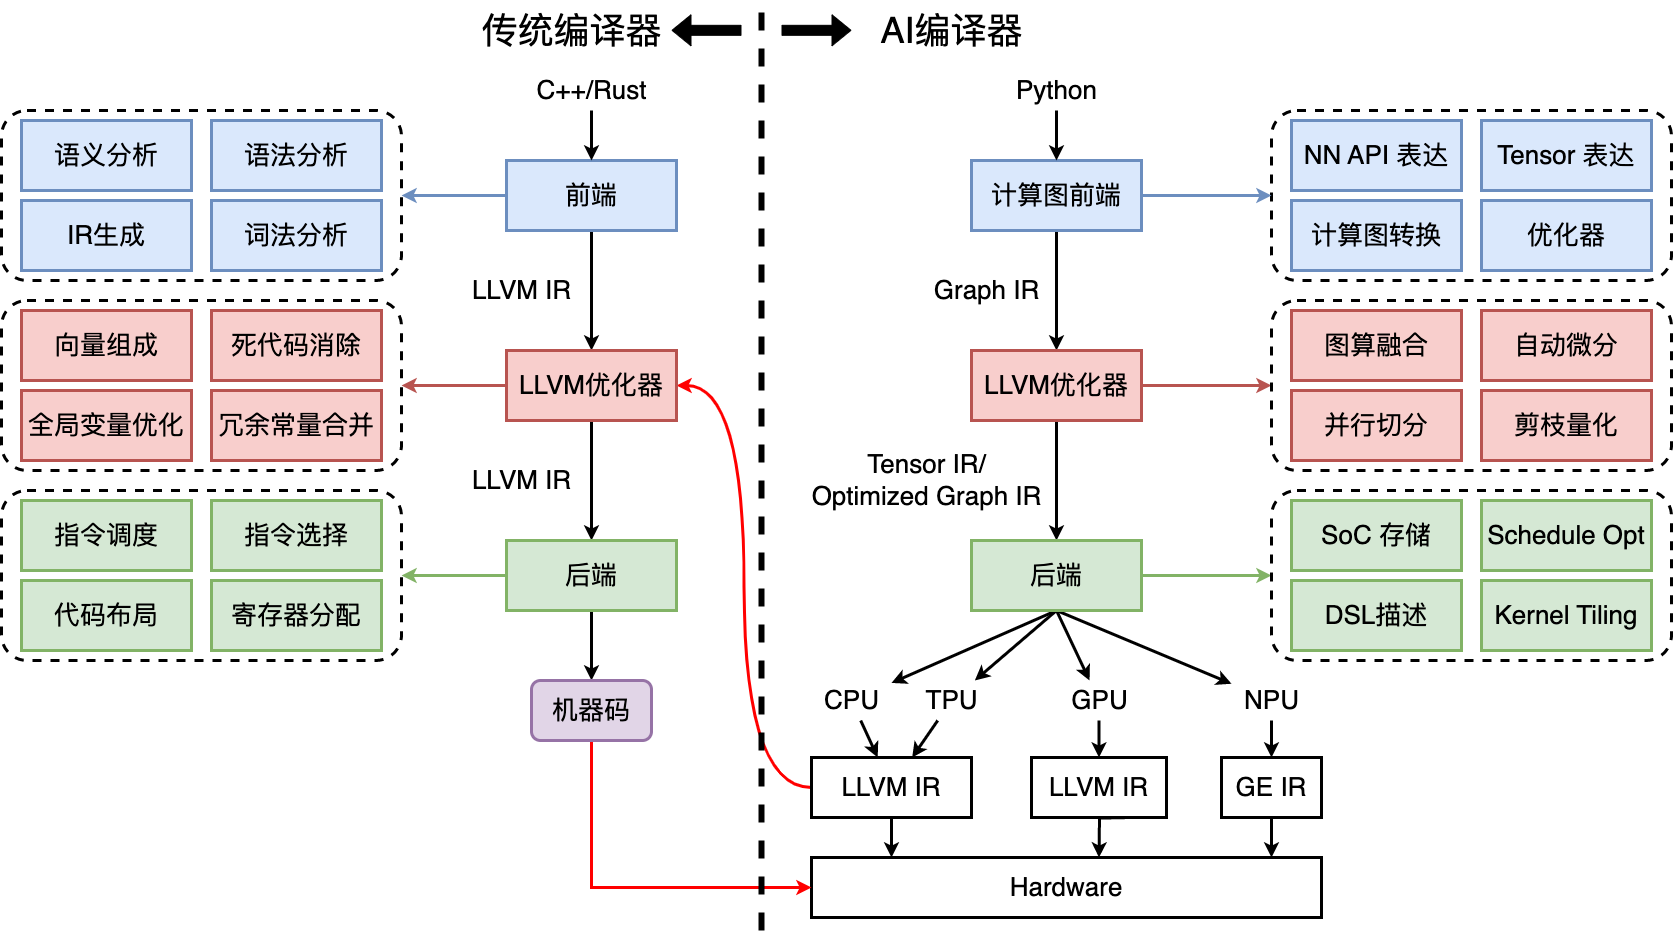 传统编译器
AI编译器
C++/Rust
Python
语义分析
语法分析
IR生成
词法分析
前端
计算图前端
NN API 表达
Tensor 表达
计算图转换
优化器
LLVM IR
Graph IR
向量组成
死代码消除
全局变量优化
冗余常量合并
LLVM优化器
LLVM优化器
图算融合
自动微分
并行切分
剪枝量化
LLVM IR
Tensor IR/
Optimized Graph IR
指令调度
指令选择
代码布局
寄存器分配
后端
后端
SoC 存储
Schedule Opt
DSL描述
Kernel Tiling
机器码
CPU
TPU
GPU
NPU
LLVM IR
LLVM IR
GE IR
Hardware